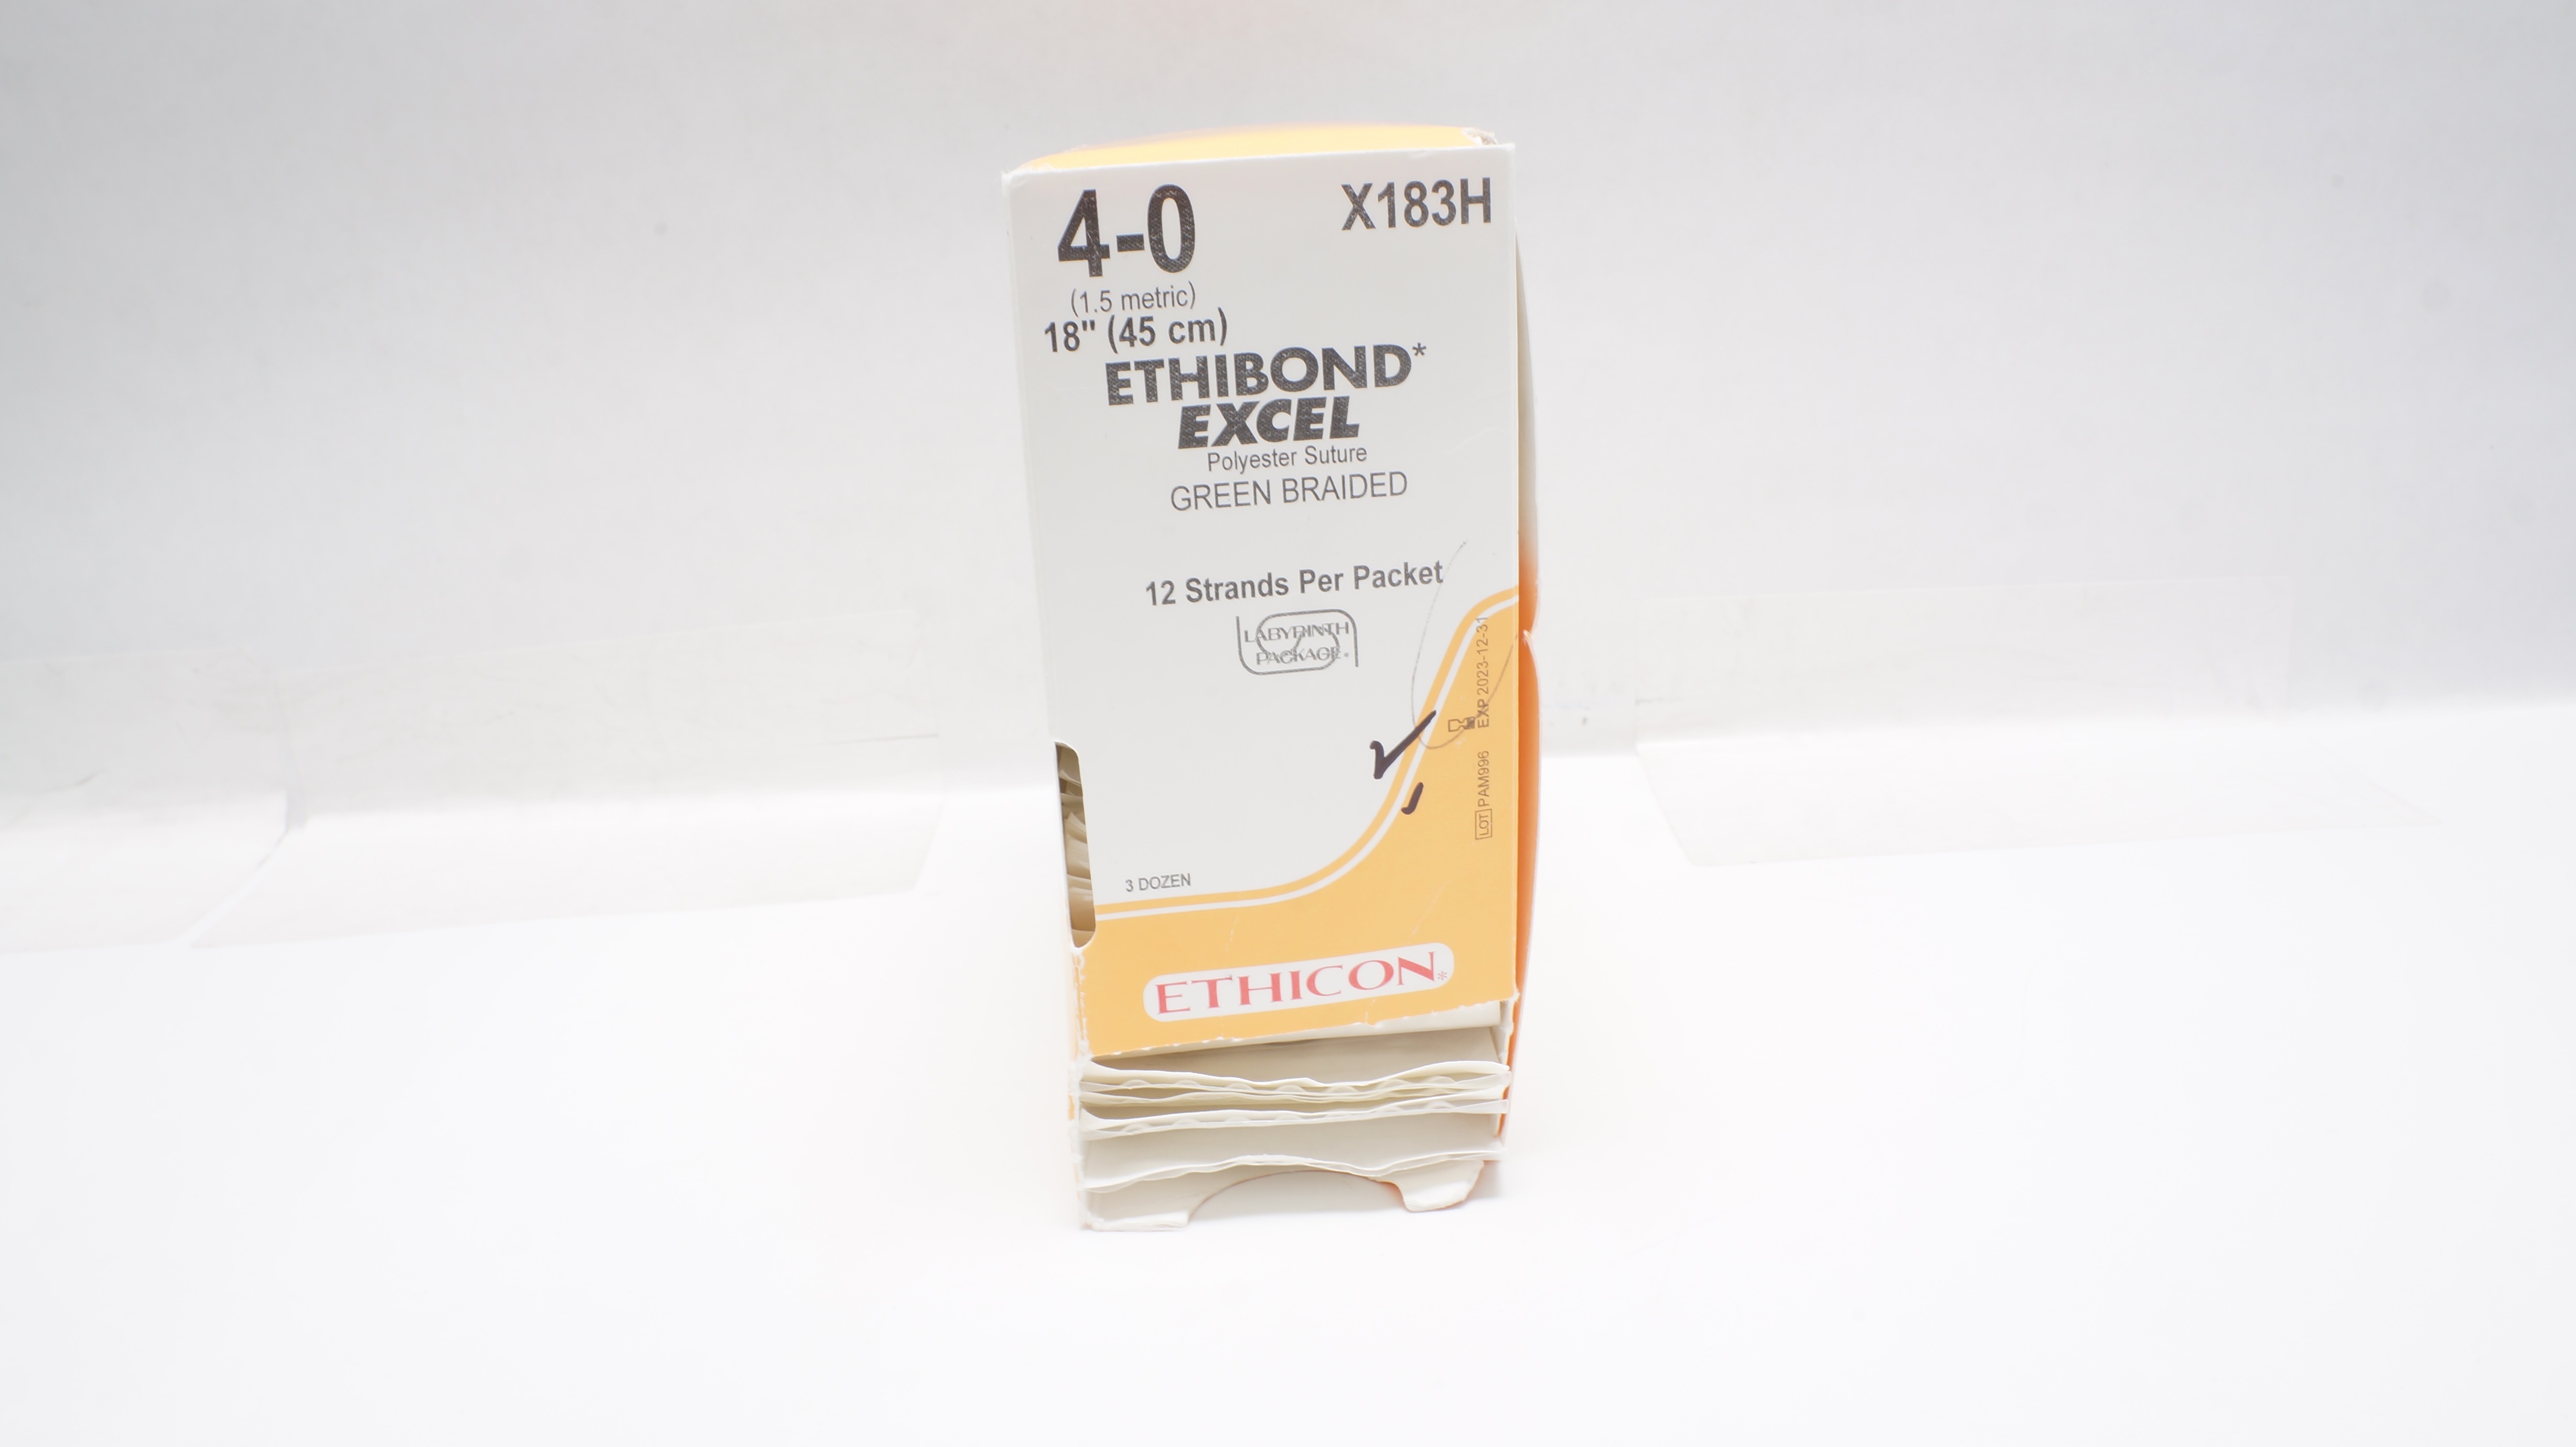 4-0
X183H
(1.5 metric)
18" (45 cm)
ETHIBOND*
EXCEL
Polyester Suture
GREEN BRAIDED
12 Strands Per Packet
LABYRINTH
PACKAGE*
EXP 2023-12-31
LOT PAM996
3 DOZEN
ETHICON*